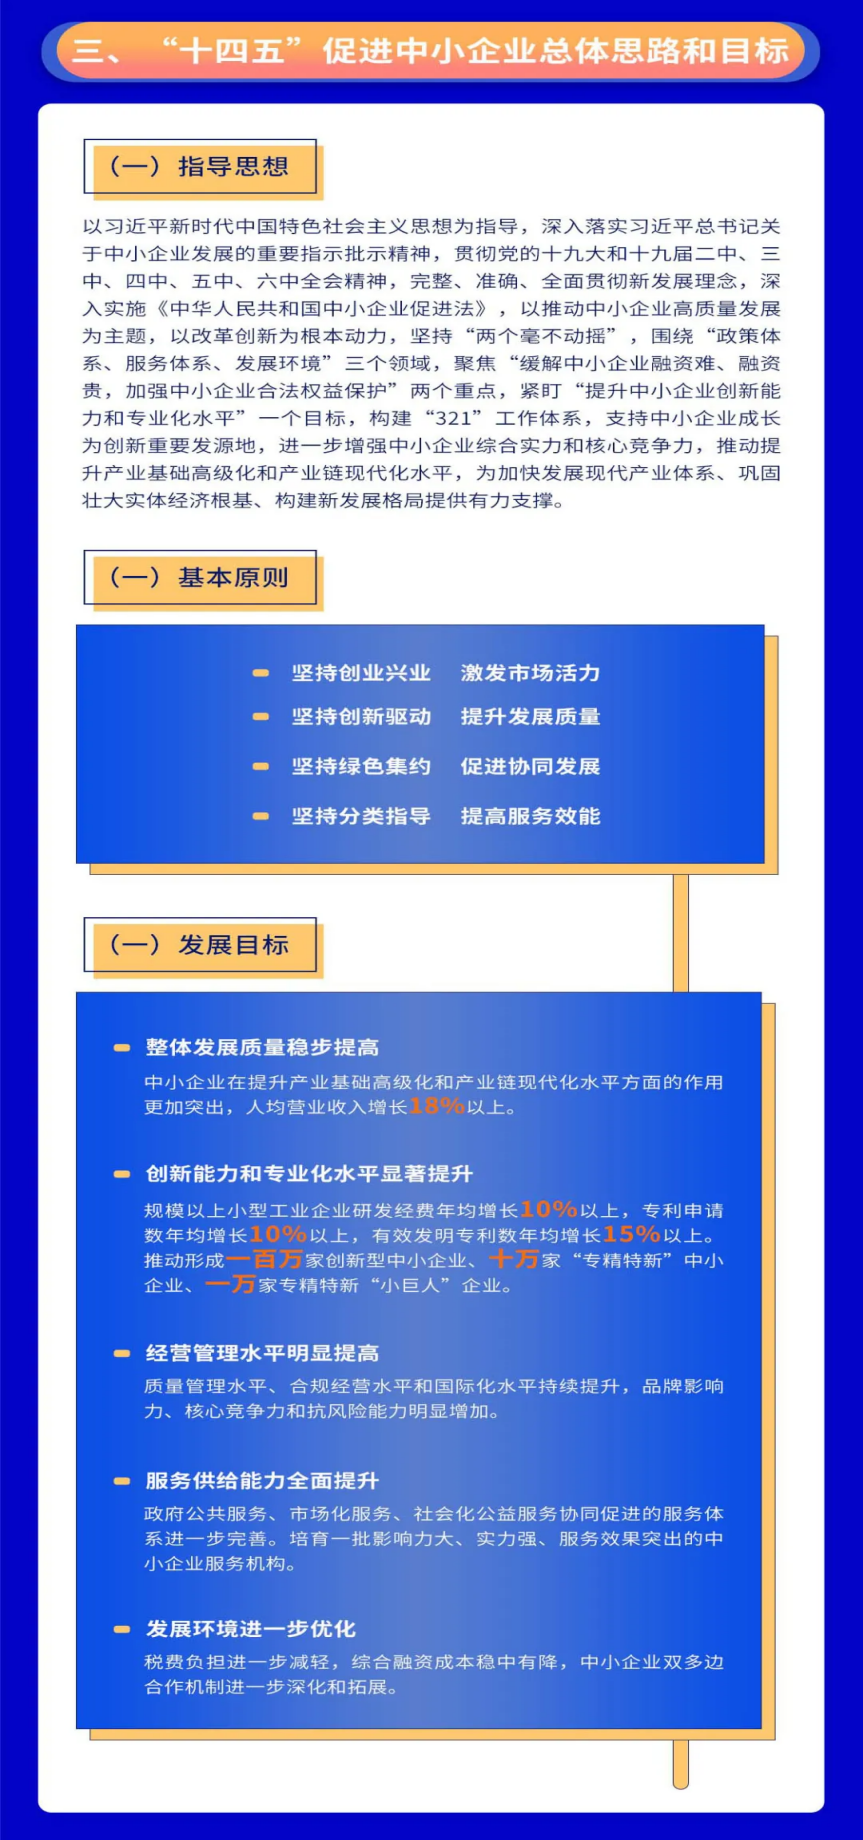 三、“十四五”促进中小企业总体思路和目标
（一）指导思想
以习近平新时代中国特色社会主义思想为指导，深入落实习近平总书记关
于中小企业发展的重要指示批示精神，贯彻党的十九大和十九届二中、三
中、四中、五中、六中全会精神，完整、准确、全面贯彻新发展理念，深
入实施《中华人民共和国中小企业促进法》，以推动中小企业高质量发展
为主题，以改革创新为根本动力，坚持“两个毫不动摇”，围绕“政策体
系、服务体系、发展环境”三个领域，聚焦“缓解中小企业融资难、融资
贵，加强中小企业合法权益保护”两个重点，紧盯“提升中小企业创新能
力和专业化水平”一个目标，构建“321”工作体系，支持中小企业成长
为创新重要发源地，进一步增强中小企业综合实力和核心竞争力，推动提
升产业基础高级化和产业链现代化水平，为加快发展现代产业体系、巩固
壮大实体经济根基、构建新发展格局提供有力支撑。
（一）基本原则
坚持创业兴业 激发市场活力
坚持创新驱动 提升发展质量
坚持绿色集约 促进协同发展
坚持分类指导 提高服务效能
（一）发展目标
整体发展质量稳步提高
中小企业在提升产业基础高级化和产业链现代化水平方面的作用
更加突出，人均营业收入增长18%以上。
创新能力和专业化水平显著提升
规模以上小型工业企业研发经费年均增长10%以上，专利申请
数年均增长10%以上，有效发明专利数年均增长15%以上。
推动形成一百万家创新型中小企业、十万家“专精特新”中小
企业、一万家专精特新“小巨人”企业。
经营管理水平明显提高
质量管理水平、合规经营水平和国际化水平持续提升，品牌影响
力、核心竞争力和抗风险能力明显增加。
服务供给能力全面提升
政府公共服务、市场化服务、社会化公益服务协同促进的服务体
系进一步完善。培育一批影响力大、实力强、服务效果突出的中
小企业服务机构。
发展环境进一步优化
税费负担进一步减轻，综合融资成本稳中有降，中小企业双多边
合作机制进一步深化和拓展。